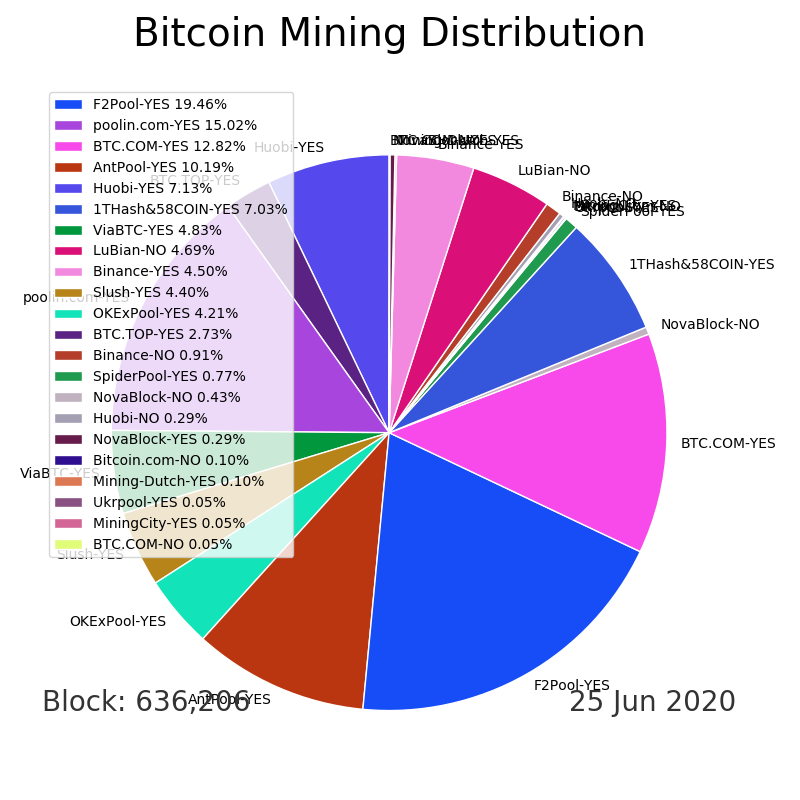 Bitcoin Mining Distribution
F2Pool-YES 19.46%
poolin.com-YES 15.02%
BTC.COM-YES 12.82%
AntPool-YES 10.19%
Huobi-YES 7.13%
1THash&58COIN-YES 7.03%
ViaBTC-YES 4.83%
LuBian-NO 4.69%
Binance-YES 4.50%
Slush-YES 4.40%
OKExPool-YES 4.21%
BTC.TOP-YES 2.73%
Binance-NO 0.91%
SpiderPool-YES 0.77%
NovaBlock-NO 0.43%
Huobi-NO 0.29%
NovaBlock-YES 0.29%
Bitcoin.com-NO 0.10%
Mining-Dutch-YES 0.10%
Ukrpool-YES 0.05%
MiningCity-YES 0.05%
BTC.COM-NO 0.05%
Huobi-YES
BTC.TOP-YES
poolin.com-YES
ViaBTC-YES
Slush-YES
OKExPool-YES
AntPool-YES
F2Pool-YES
BTC.COM-YES
NovaBlock-NO
1THash&58COIN-YES
SpiderPool-YES
Binance-NO
LuBian-NO
Binance-YES
Block: 636,206
25 Jun 2020